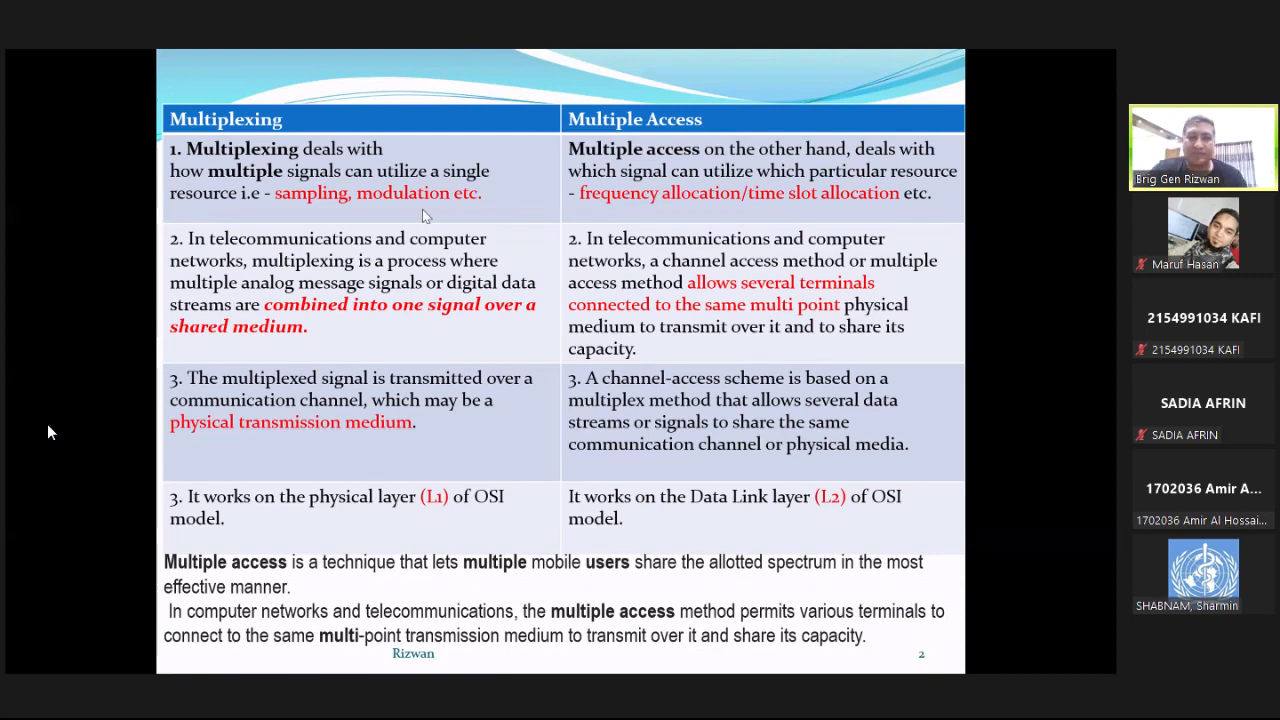 Multiplexing
Multiple Access
1. Multiplexing deals with
how multiple signals can utilize a single
resource i.e - sampling, modulation etc.
Multiple access on the other hand, deals with
which signal can utilize which particular resource
- frequency allocation/time slot allocation etc.
2. In telecommunications and computer
networks, multiplexing is a process where
multiple analog message signals or digital data
streams are combined into one signal over a
shared medium.
2. In telecommunications and computer
networks, a channel access method or multiple
access method allows several terminals
connected to the same multi point physical
medium to transmit over it and to share its
capacity.
3. The multiplexed signal is transmitted over a
communication channel, which may be a
physical transmission medium.
3. A channel-access scheme is based on a
multiplex method that allows several data
streams or signals to share the same
communication channel or physical media.
3. It works on the physical layer (L1) of OSI
model.
It works on the Data Link layer (L2) of OSI
model.
Multiple access is a technique that lets multiple mobile users share the allotted spectrum in the most
effective manner.
In computer networks and telecommunications, the multiple access method permits various terminals to
connect to the same multi-point transmission medium to transmit over it and share its capacity.
Rizwan
2
Brig Gen Rizwan
Maruf Hasan
2154991034 KAFI
2154991034 KAFI
SADIA AFRIN
SADIA AFRIN
1702036 Amir A...
1702036 Amir Al Hossai...
SHABNAM, Sharmin